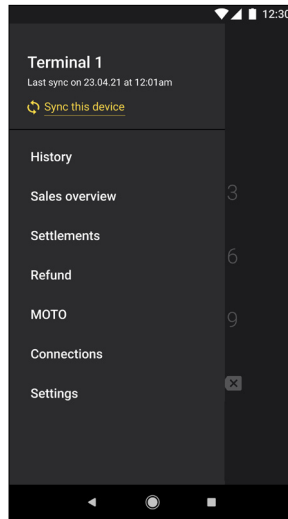 12:30
Terminal 1
Last sync on 23.04.21 at 12:01am
Sync this device
History
Sales overview
3
Settlements
6
Refund
MOTO
9
Connections
Settings